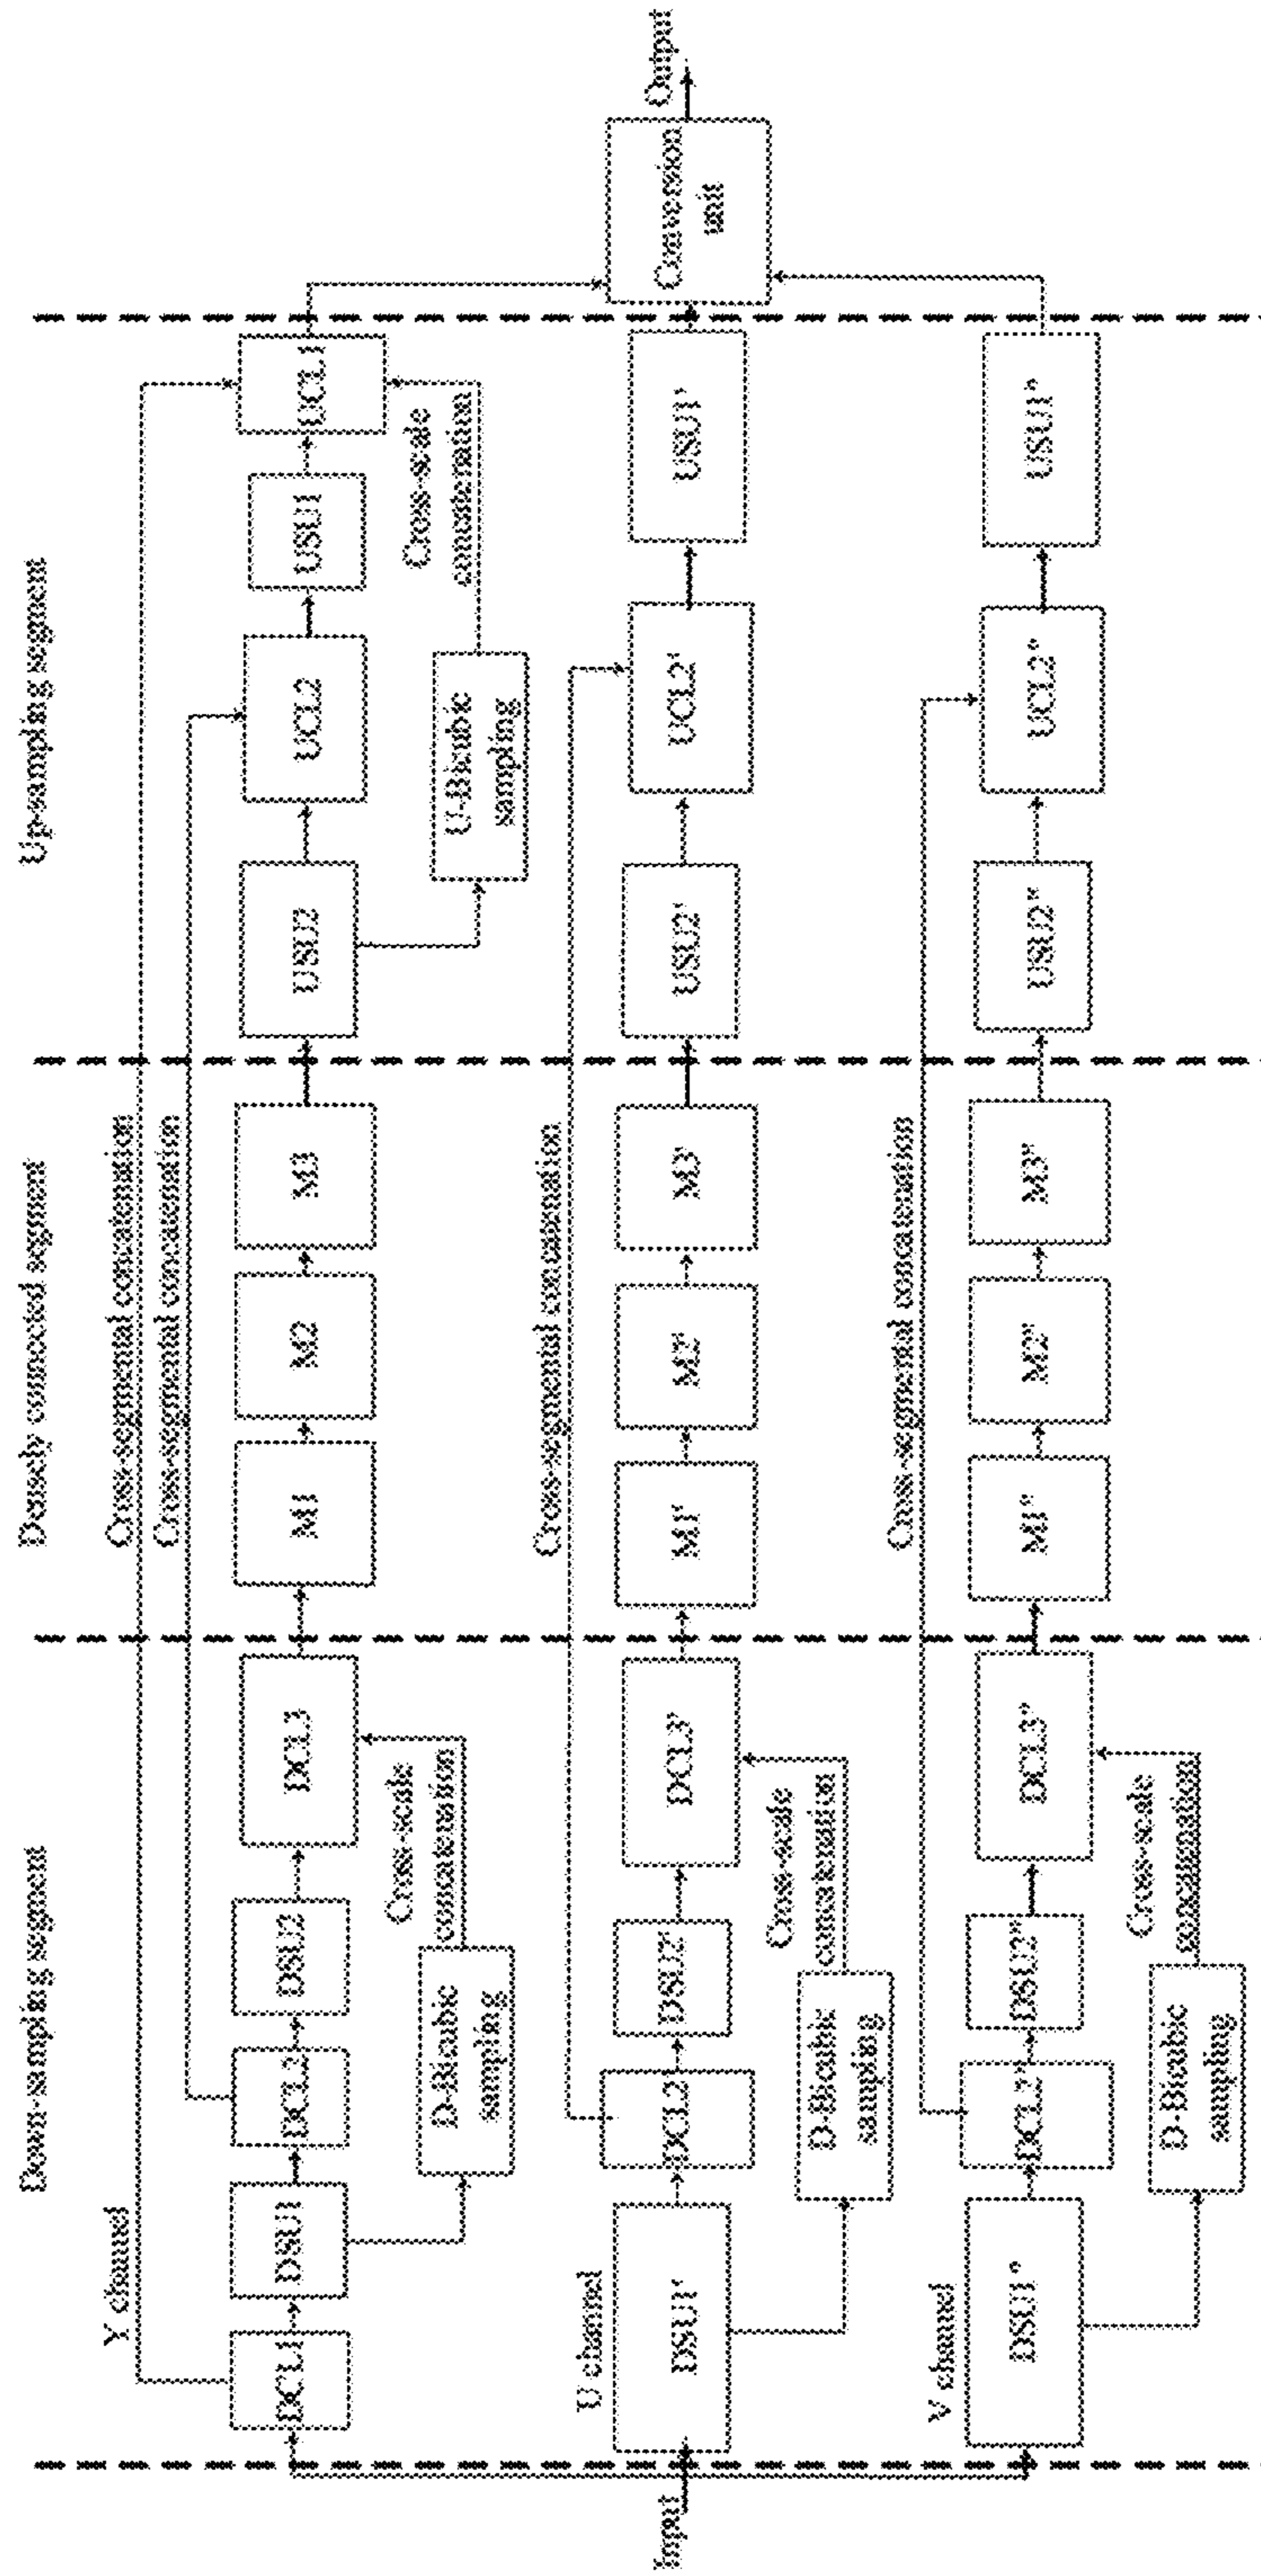 Down-sampling segment
Densely connected segment
Up-sampling segment
Y channel
Cross-segmental concatenation
Cross-segmental concatenation
DCL1
DSU1
DCL2
DSU2
DCL3
M1
M2
M3
USU2
UCL2
USU1
UCL1
D-Bicubic
sampling
Cross-scale
concatenation
U-Bicubic
sampling
Cross-scale
concatenation
Input
U channel
Cross-segmental concatenation
DSU1'
DCL2'
DSU2'
DCL3'
M1'
M2'
M3'
USU2'
UCL2'
USU1'
Conversion
unit
Output
D-Bicubic
sampling
Cross-scale
concatenation
V channel
Cross-segmental concatenation
DSU1"
DCL2"
DSU2"
DCL3"
M1"
M2"
M3"
USU2"
UCL2"
USU1"
D-Bicubic
sampling
Cross-scale
concatenation